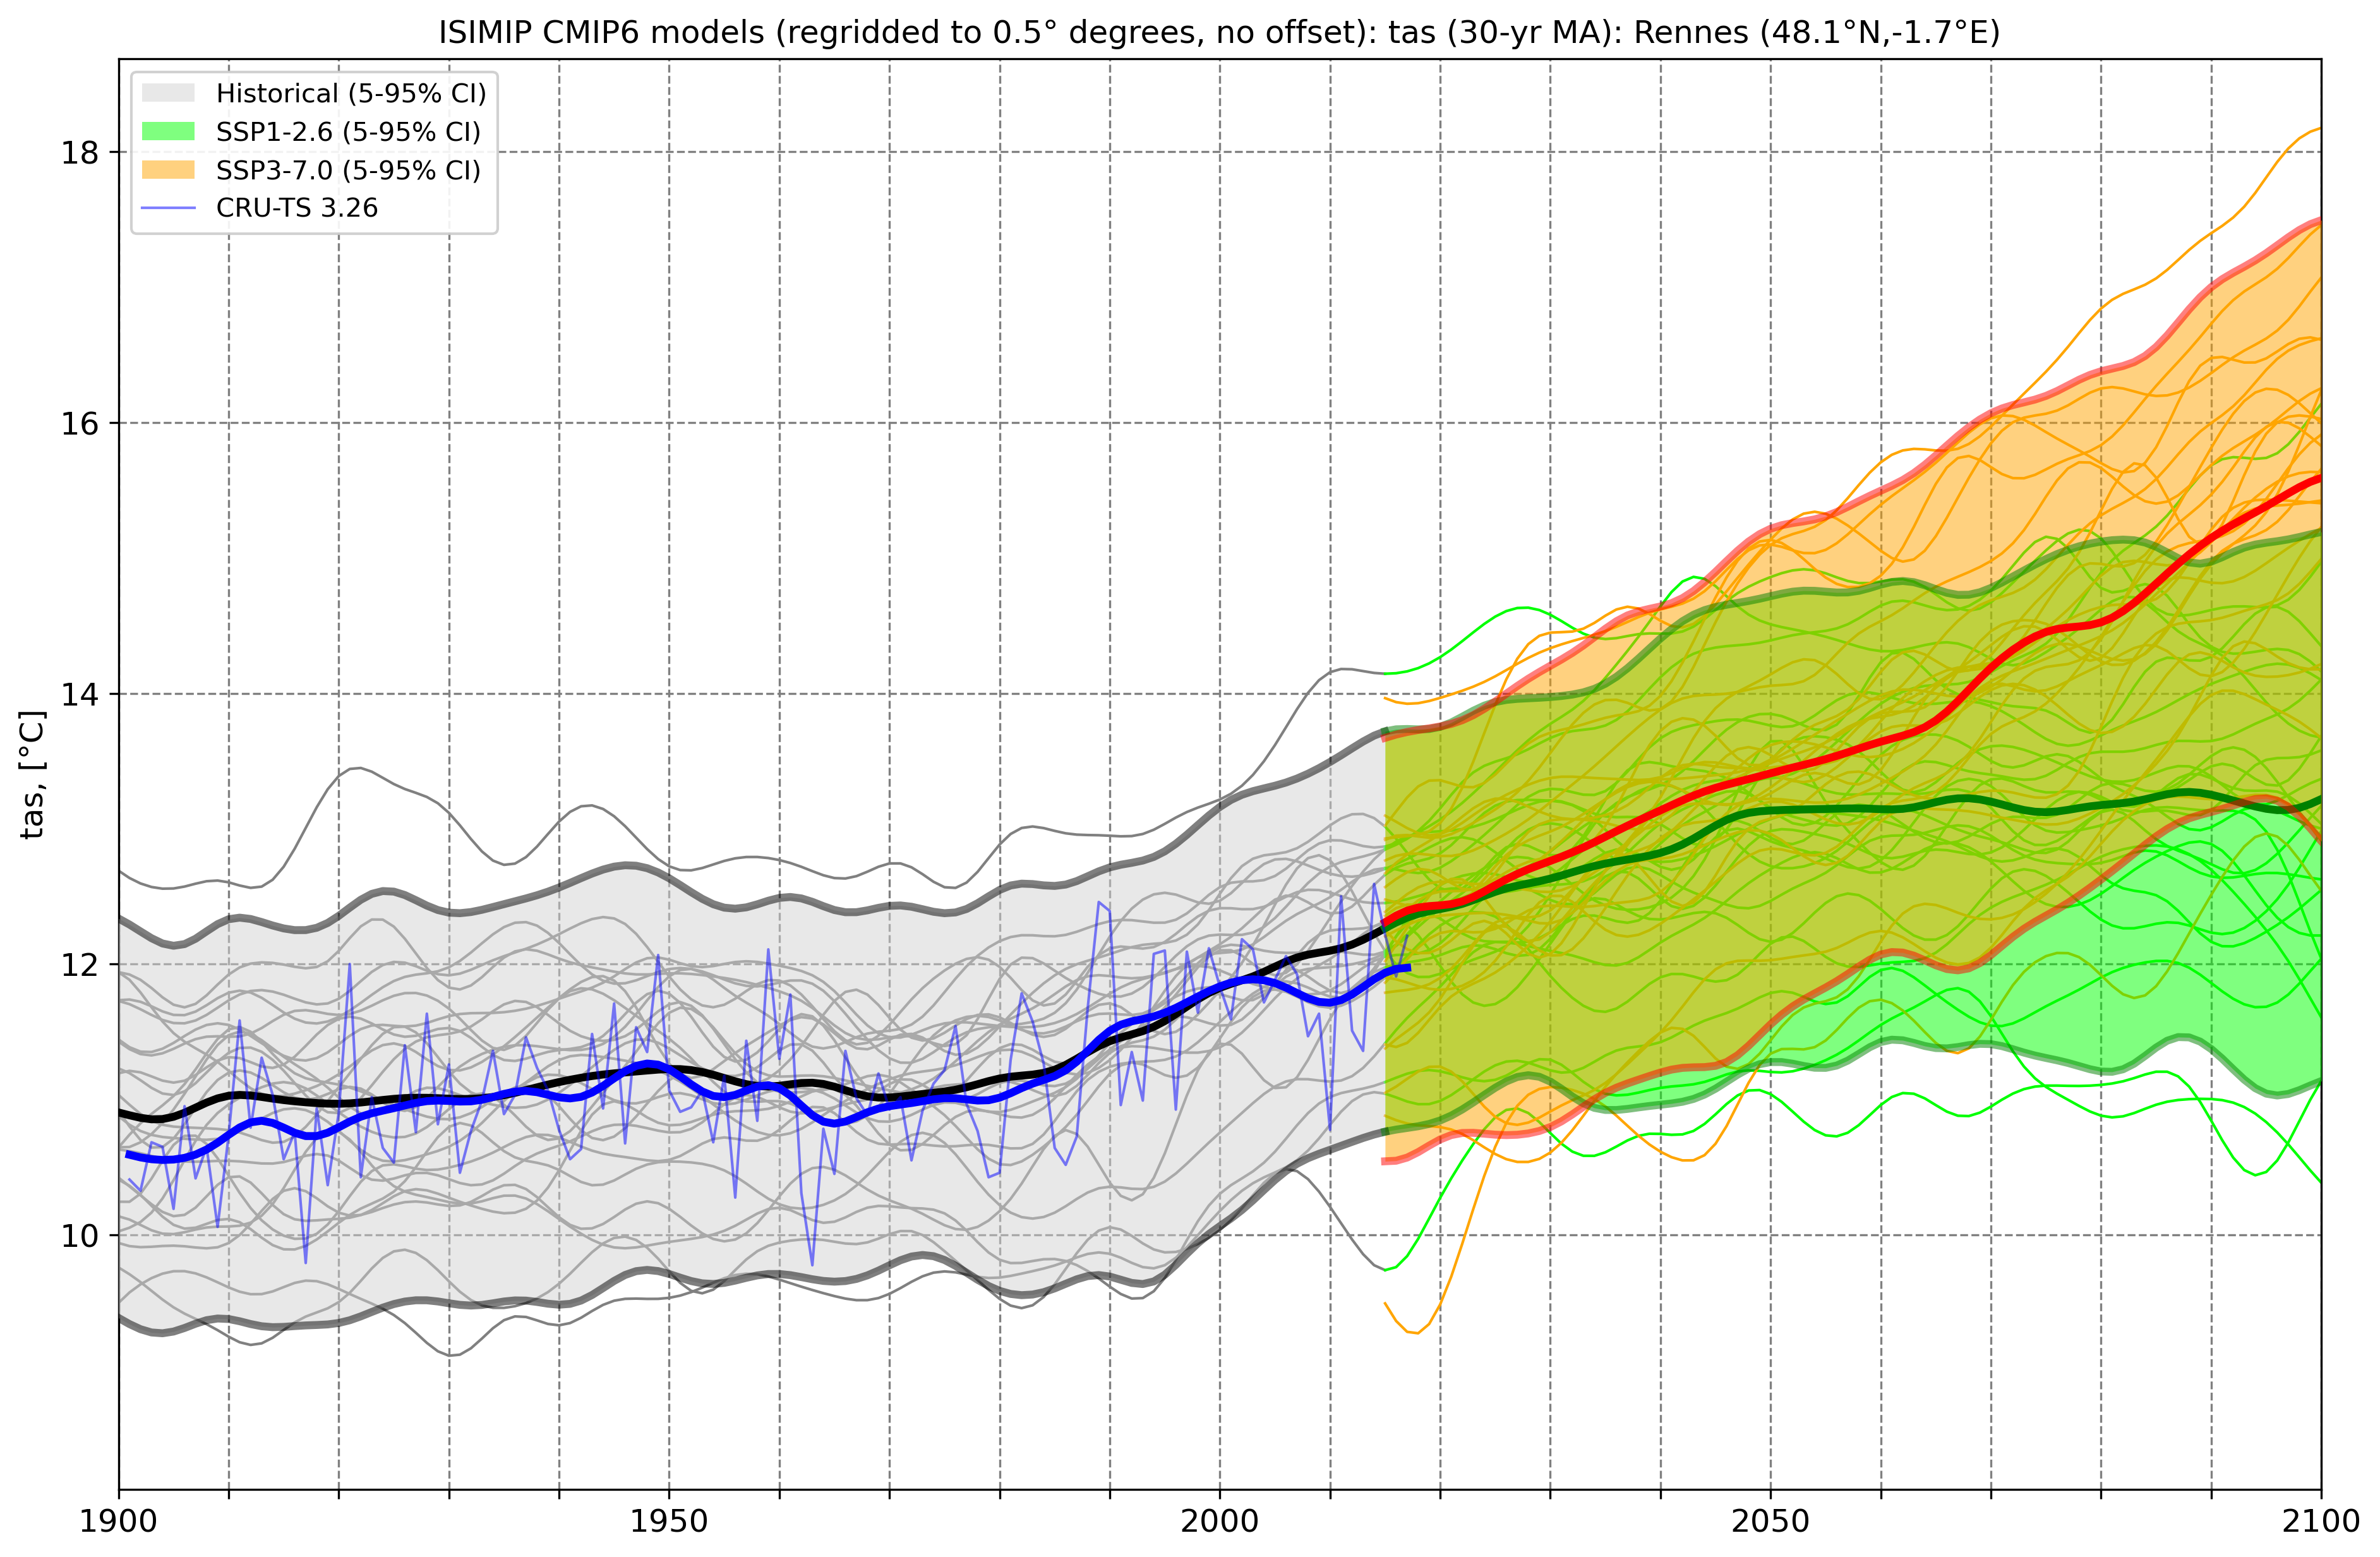 ISIMIP CMIP6 models (regridded to 0.5° degrees, no offset): tas (30-yr MA): Rennes (48.1°N,-1.7°E)
Historical (5-95% CI)
SSP1-2.6 (5-95% CI)
SSP3-7.0 (5-95% CI)
CRU-TS 3.26
18
16
14
12
10
tas, [°C]
1900 1950 2000 2050 2100